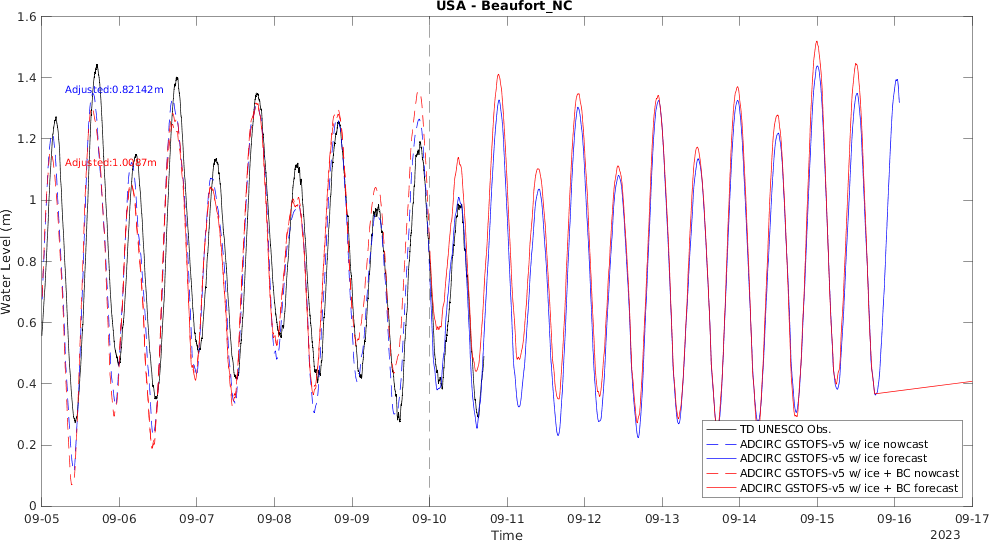 USA - Beaufort_NC
1.6
1.4
1.2
1
0.8
0.6
0.4
0.2
0
Water Level (m)
Adjusted:0.82142m
Adjusted:1.0087m
TD UNESCO Obs.
ADCIRC GSTOFS-v5 w/ ice nowcast
ADCIRC GSTOFS-v5 w/ ice forecast
ADCIRC GSTOFS-v5 w/ ice + BC nowcast
ADCIRC GSTOFS-v5 w/ ice + BC forecast
09-05 09-06 09-07 09-08 09-09 09-10 09-11 09-12 09-13 09-14 09-15 09-16 09-17
Time
2023